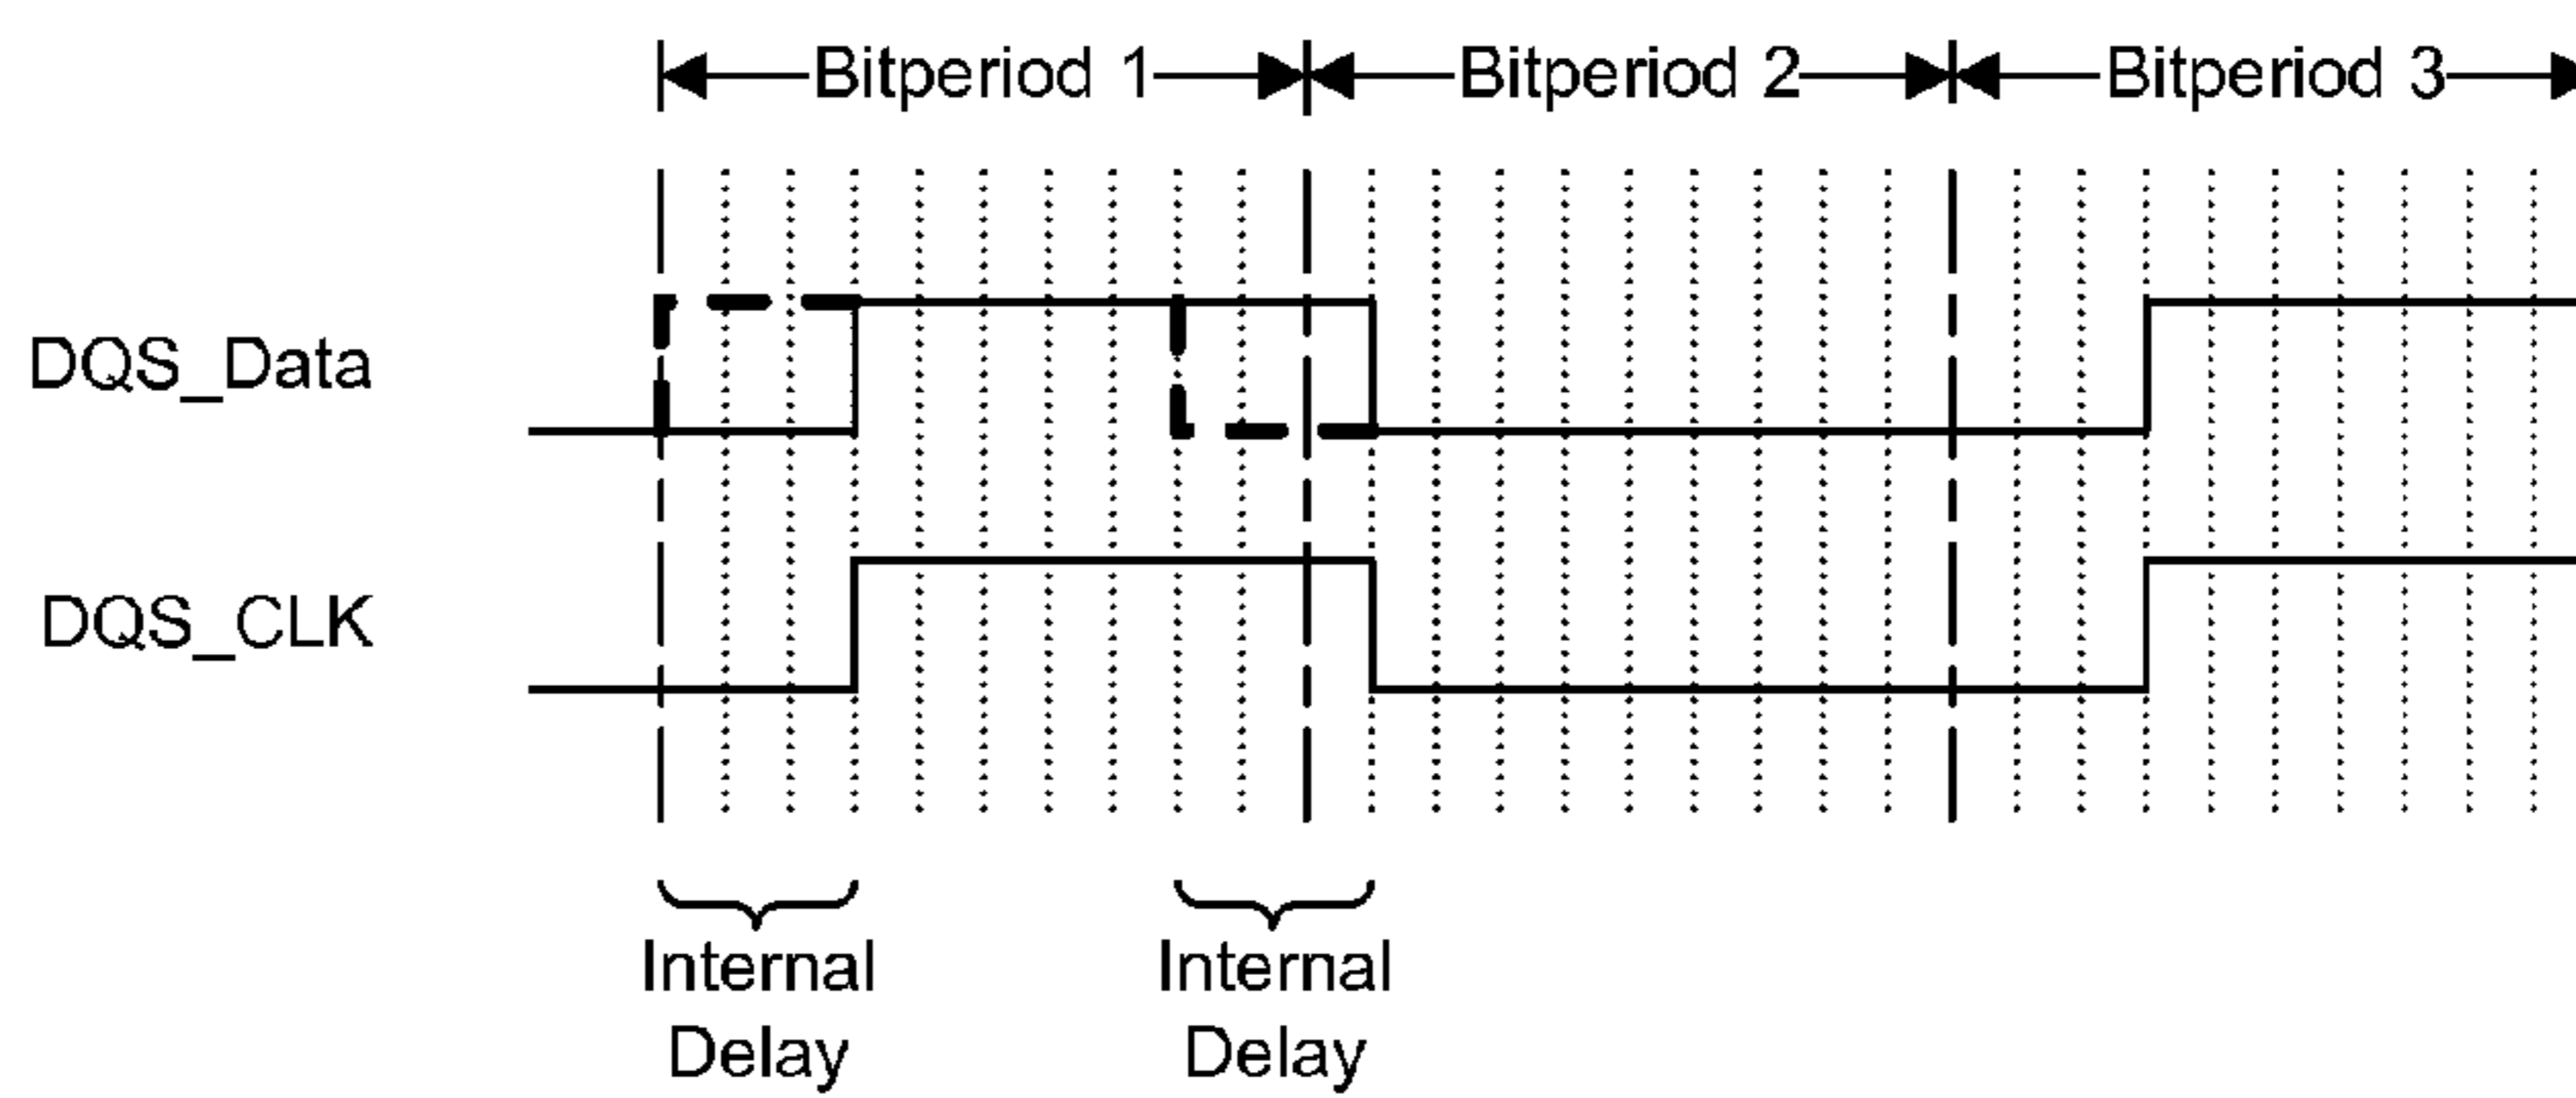 Bitperiod 1 Bitperiod 2 Bitperiod 3
DQS_Data
DQS_CLK
Internal Internal
Delay Delay